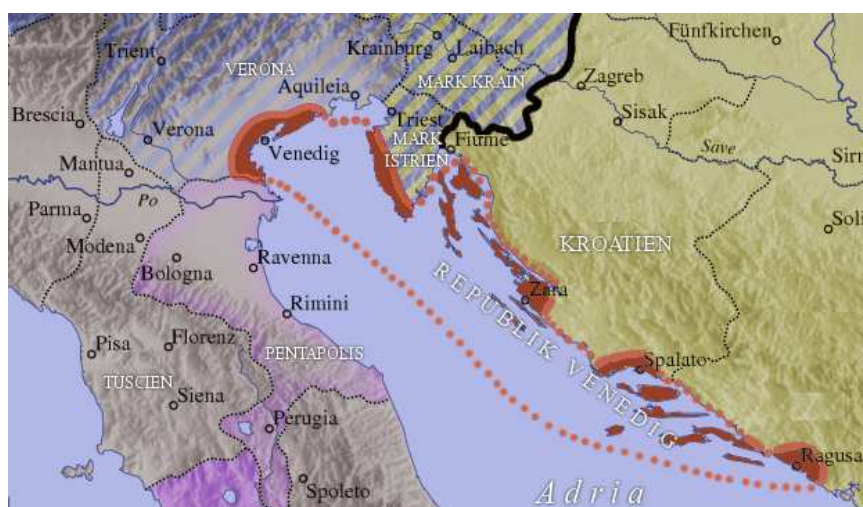 Fünfkirchen
Krainburg
Laibach
Trient
VERONA
MARK KRAIN
Zagreb
Aquileia
Brescia
Triest
Sisak
Verona
Venedig
MARK
ISTRIEN
Fiume
Save
Mantua
Po
Parma
Modena
KROATIEN
Bologna
Ravenna
REPUBLIK VENEDIG
Zara
Rimini
Pisa
Florenz
PENTAPOLIS
Spalato
TUSCIEN
Siena
Perugia
Ragusa
Spoleto
Adria